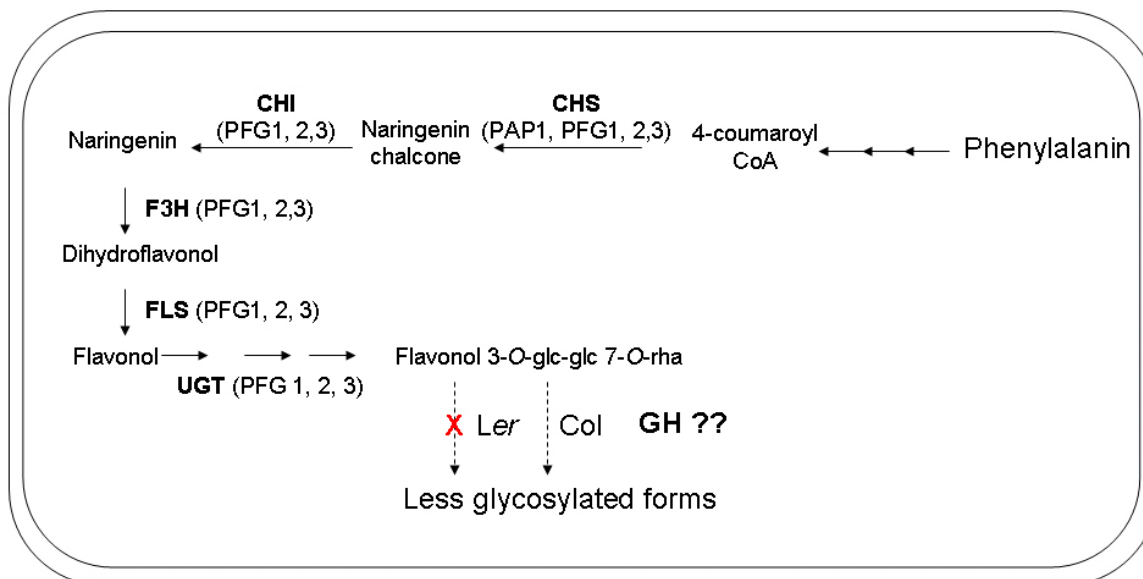 CHI
(PFG1, 2,3)
CHS
(PAP1, PFG1, 2,3)
Naringenin
Naringenin
chalcone
4-coumaroyl
CoA
Phenylalanin
F3H (PFG1, 2,3)
Dihydroflavonol
FLS (PFG1, 2, 3)
Flavonol
UGT (PFG 1, 2, 3)
Flavonol 3-O-glc-glc 7-O-rha
X Ler Col GH ??
Less glycosylated forms